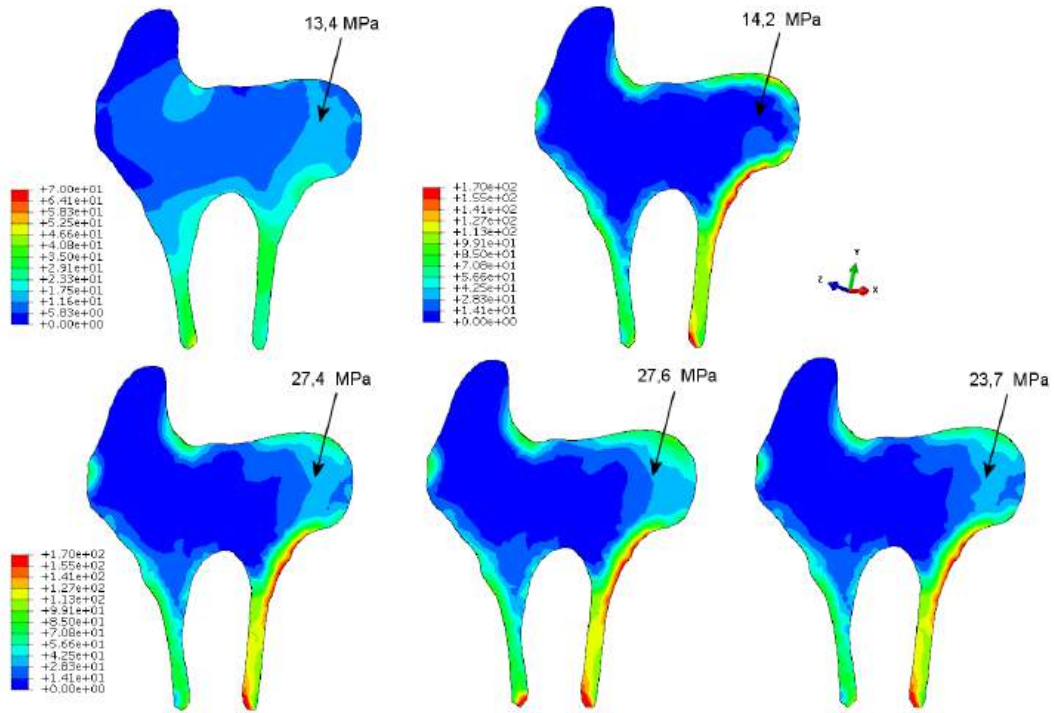 13,4 MPa
14,2 MPa
+7.00e+01
+6.41e+01
+5.83e+01
+5.25e+01
+4.66e+01
+4.08e+01
+3.50e+01
+2.91e+01
+2.33e+01
+1.75e+01
+1.16e+01
+5.83e+00
+0.00e+00
+1.70e+02
+1.55e+02
+1.41e+02
+1.27e+02
+1.13e+02
+9.91e+01
+8.50e+01
+7.08e+01
+5.66e+01
+4.25e+01
+2.83e+01
+1.41e+01
+0.00e+00
Y
Z
X
27,4 MPa
27,6 MPa
23,7 MPa
+1.70e+02
+1.55e+02
+1.41e+02
+1.27e+02
+1.13e+02
+9.91e+01
+8.50e+01
+7.08e+01
+5.66e+01
+4.25e+01
+2.83e+01
+1.41e+01
+0.00e+00